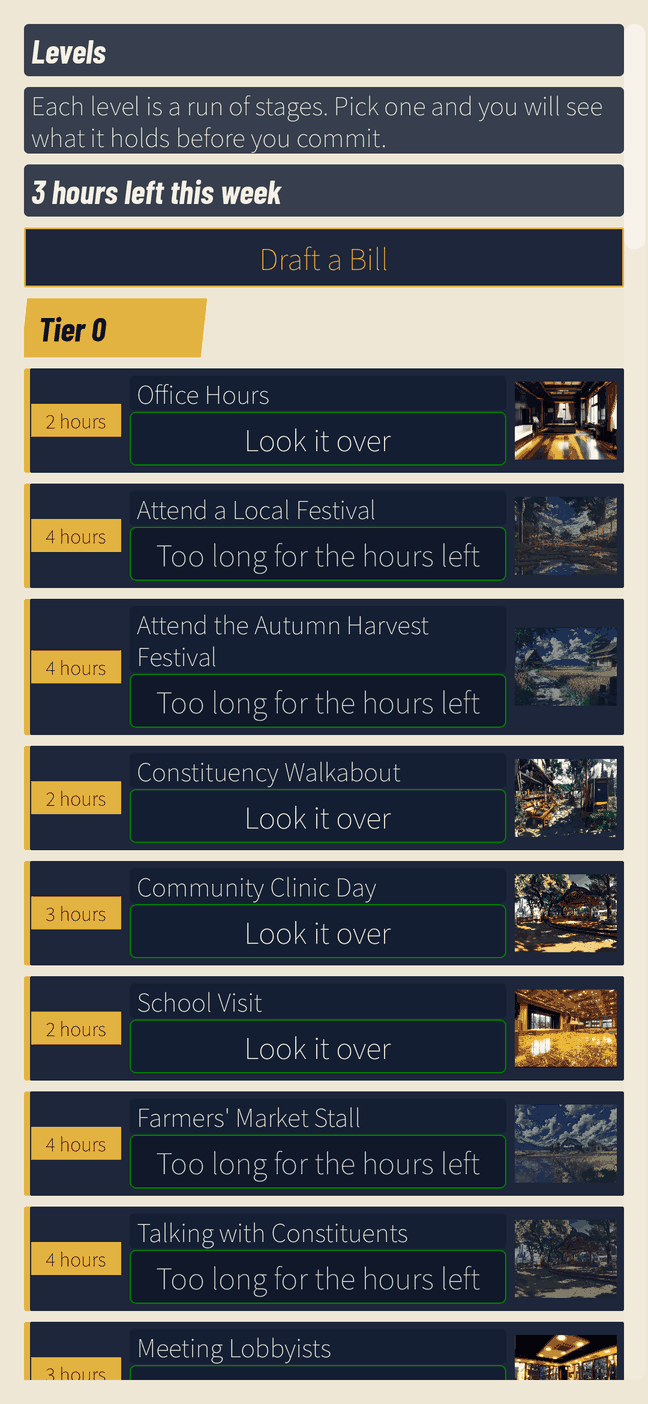 Levels
Each level is a run of stages. Pick one and you will see
what it holds before you commit.
3 hours left this week
Draft a Bill
Tier 0
Office Hours
2 hours
Look it over
Attend a Local Festival
4 hours
Too long for the hours left
Attend the Autumn Harvest
Festival
4 hours
Too long for the hours left
Constituency Walkabout
2 hours
Look it over
Community Clinic Day
3 hours
Look it over
School Visit
2 hours
Look it over
Farmers' Market Stall
4 hours
Too long for the hours left
Talking with Constituents
4 hours
Too long for the hours left
Meeting Lobbyists
3 hours